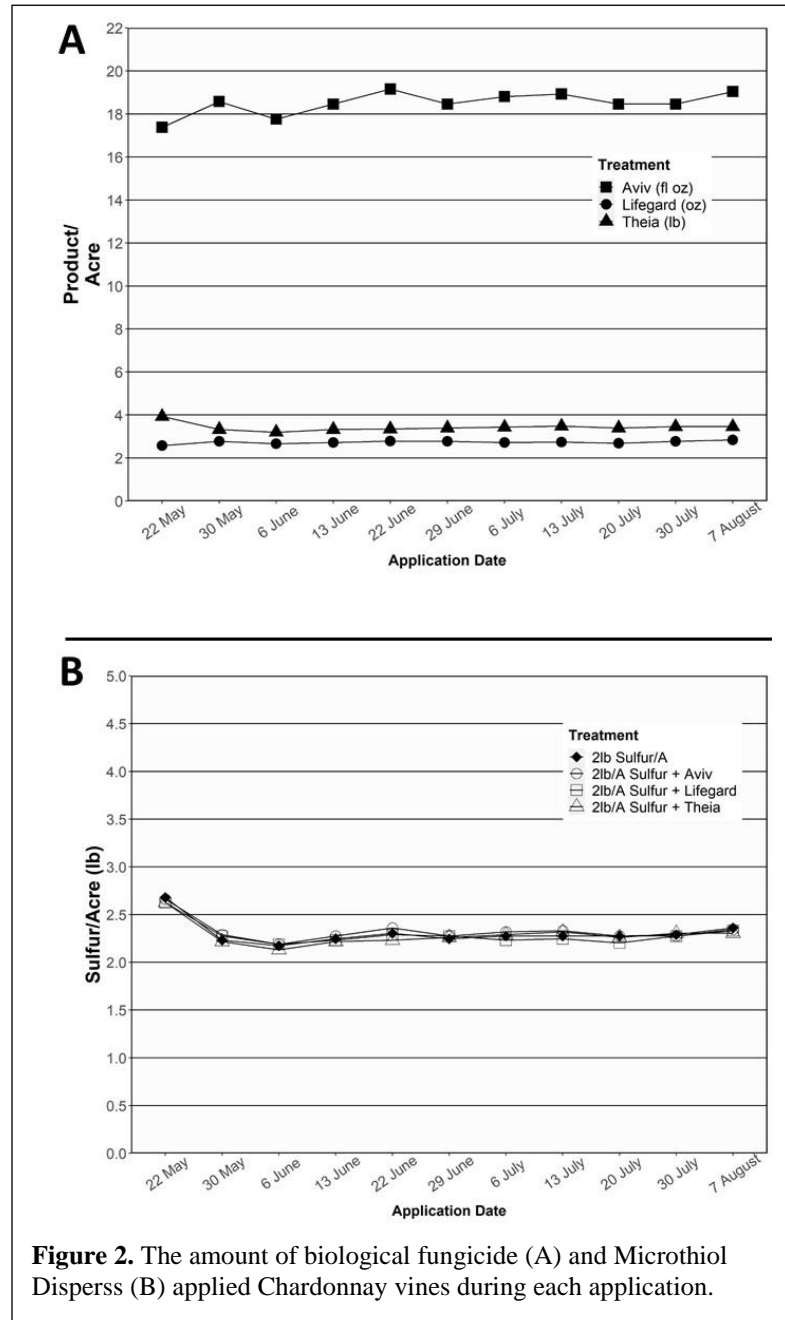 A
22
20
18
16
14
12
10
8
6
4
2
0
Product/
Acre
Treatment
Aviv (fl oz)
Lifegard (oz)
Theia (lb)
22 May
30 May
6 June
13 June
22 June
29 June
6 July
13 July
20 July
30 July
7 August
Application Date
B
5.0
4.5
4.0
3.5
3.0
2.5
2.0
1.5
1.0
0.5
0.0
Sulfur/Acre (lb)
Treatment
2lb Sulfur/A
2lb/A Sulfur + Aviv
2lb/A Sulfur + Lifegard
2lb/A Sulfur + Theia
22 May
30 May
6 June
13 June
22 June
29 June
6 July
13 July
20 July
30 July
7 August
Application Date
Figure 2. The amount of biological fungicide (A) and Microthiol
Disperss (B) applied Chardonnay vines during each application.